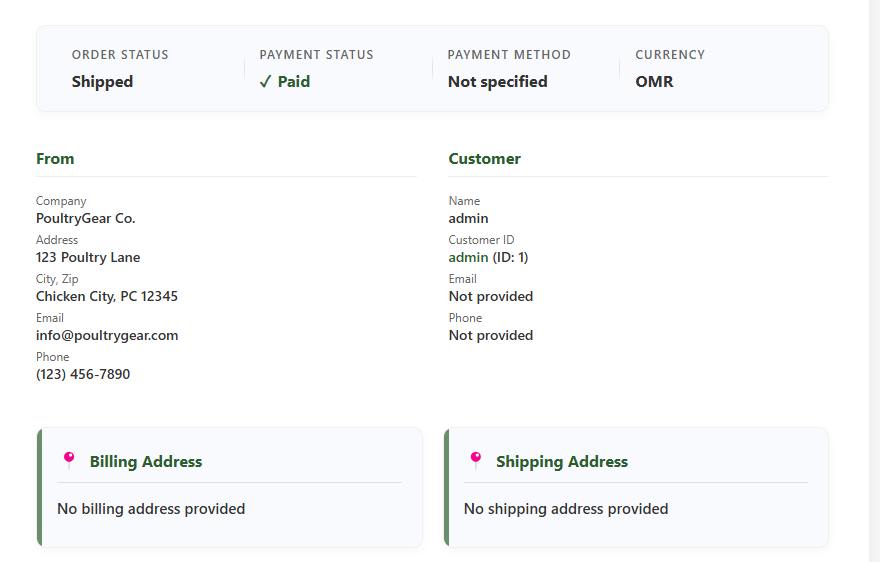 ORDER STATUS
Shipped
PAYMENT STATUS
✓ Paid
PAYMENT METHOD
Not specified
CURRENCY
OMR
From
Company
PoultryGear Co.
Address
123 Poultry Lane
City, Zip
Chicken City, PC 12345
Email
info@poultrygear.com
Phone
(123) 456-7890
Customer
Name
admin
Customer ID
admin (ID: 1)
Email
Not provided
Phone
Not provided
Billing Address
No billing address provided
Shipping Address
No shipping address provided